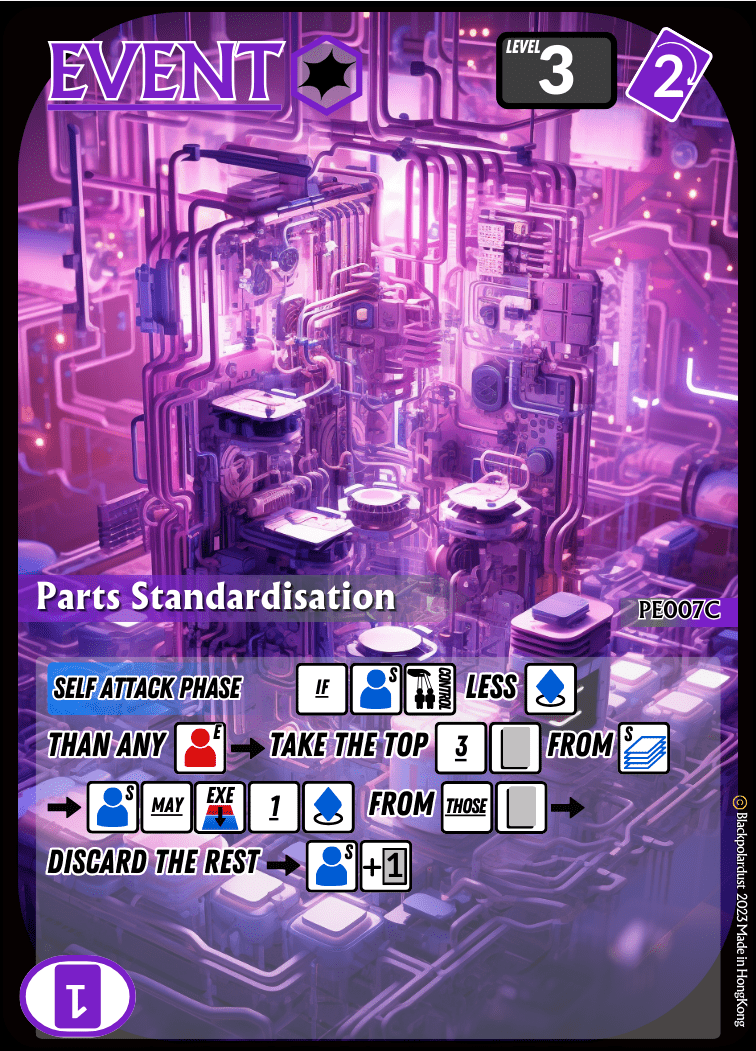 EVENT
LEVEL 3
2
Parts Standardisation
PE007C
SELF ATTACK PHASE IF S CONTROL LESS
THAN ANY E TAKE THE TOP 3 FROM S
S MAY EXE 1 FROM THOSE
DISCARD THE REST S +1
1
© Blackpolardust 2023 Made in HongKong